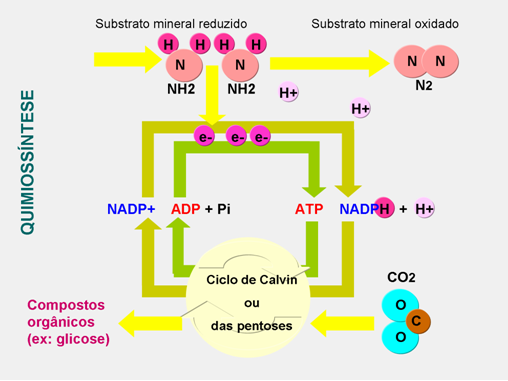 Substrato mineral reduzido
Substrato mineral oxidado
H H H H
N N N N
NH2 NH2 N2
H+
H+
QUIMIOSSÍNTESE
e- e- e-
NADP+ ADP + Pi ATP NADPH + H+
Ciclo de Calvin
ou
das pentoses
CO2
O
C
O
Compostos
orgânicos
(ex: glicose)